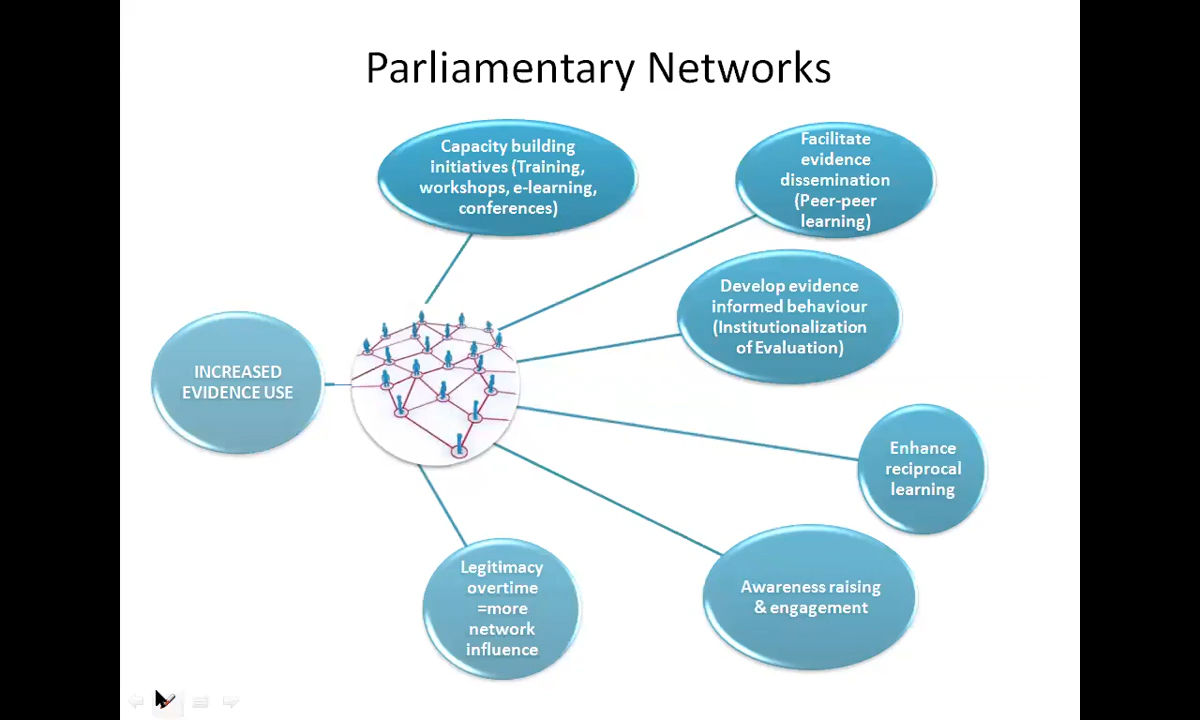 Parliamentary Networks
Capacity building
initiatives (Training,
workshops, e-learning,
conferences)
Facilitate
evidence
dissemination
(Peer-peer
learning)
Develop evidence
informed behaviour
(Institutionalization
of Evaluation)
INCREASED
EVIDENCE USE
Enhance
reciprocal
learning
Legitimacy
overtime
=more
network
influence
Awareness raising
& engagement